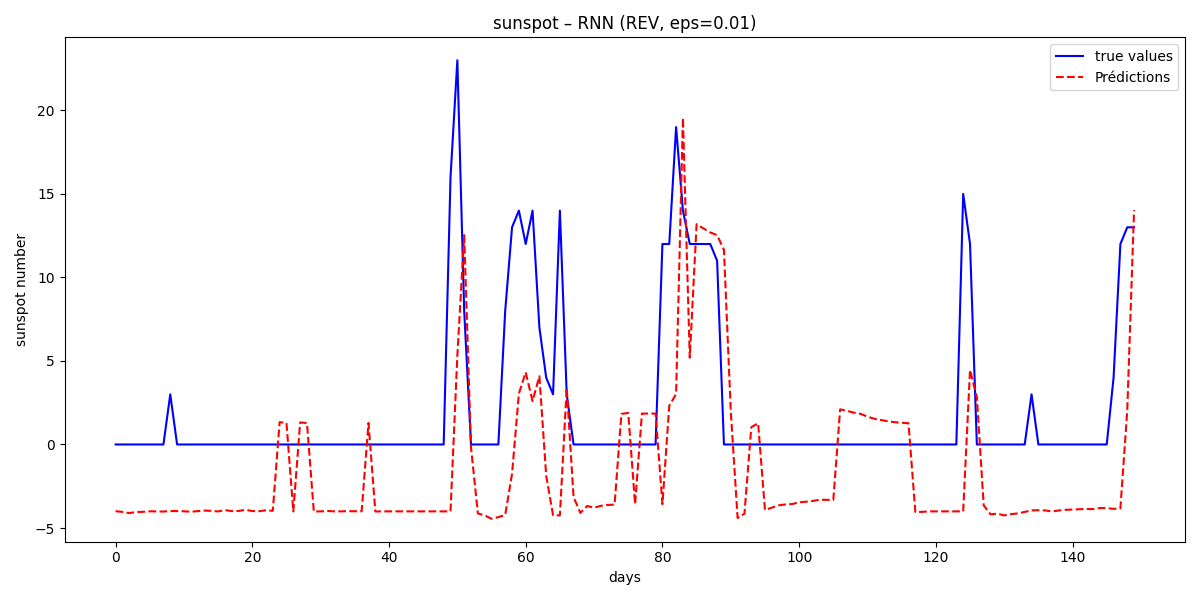 sunspot – RNN (REV, eps=0.01)
true values
Prédictions
sunspot number
20
15
10
5
0
−5
0 20 40 60 80 100 120 140
days